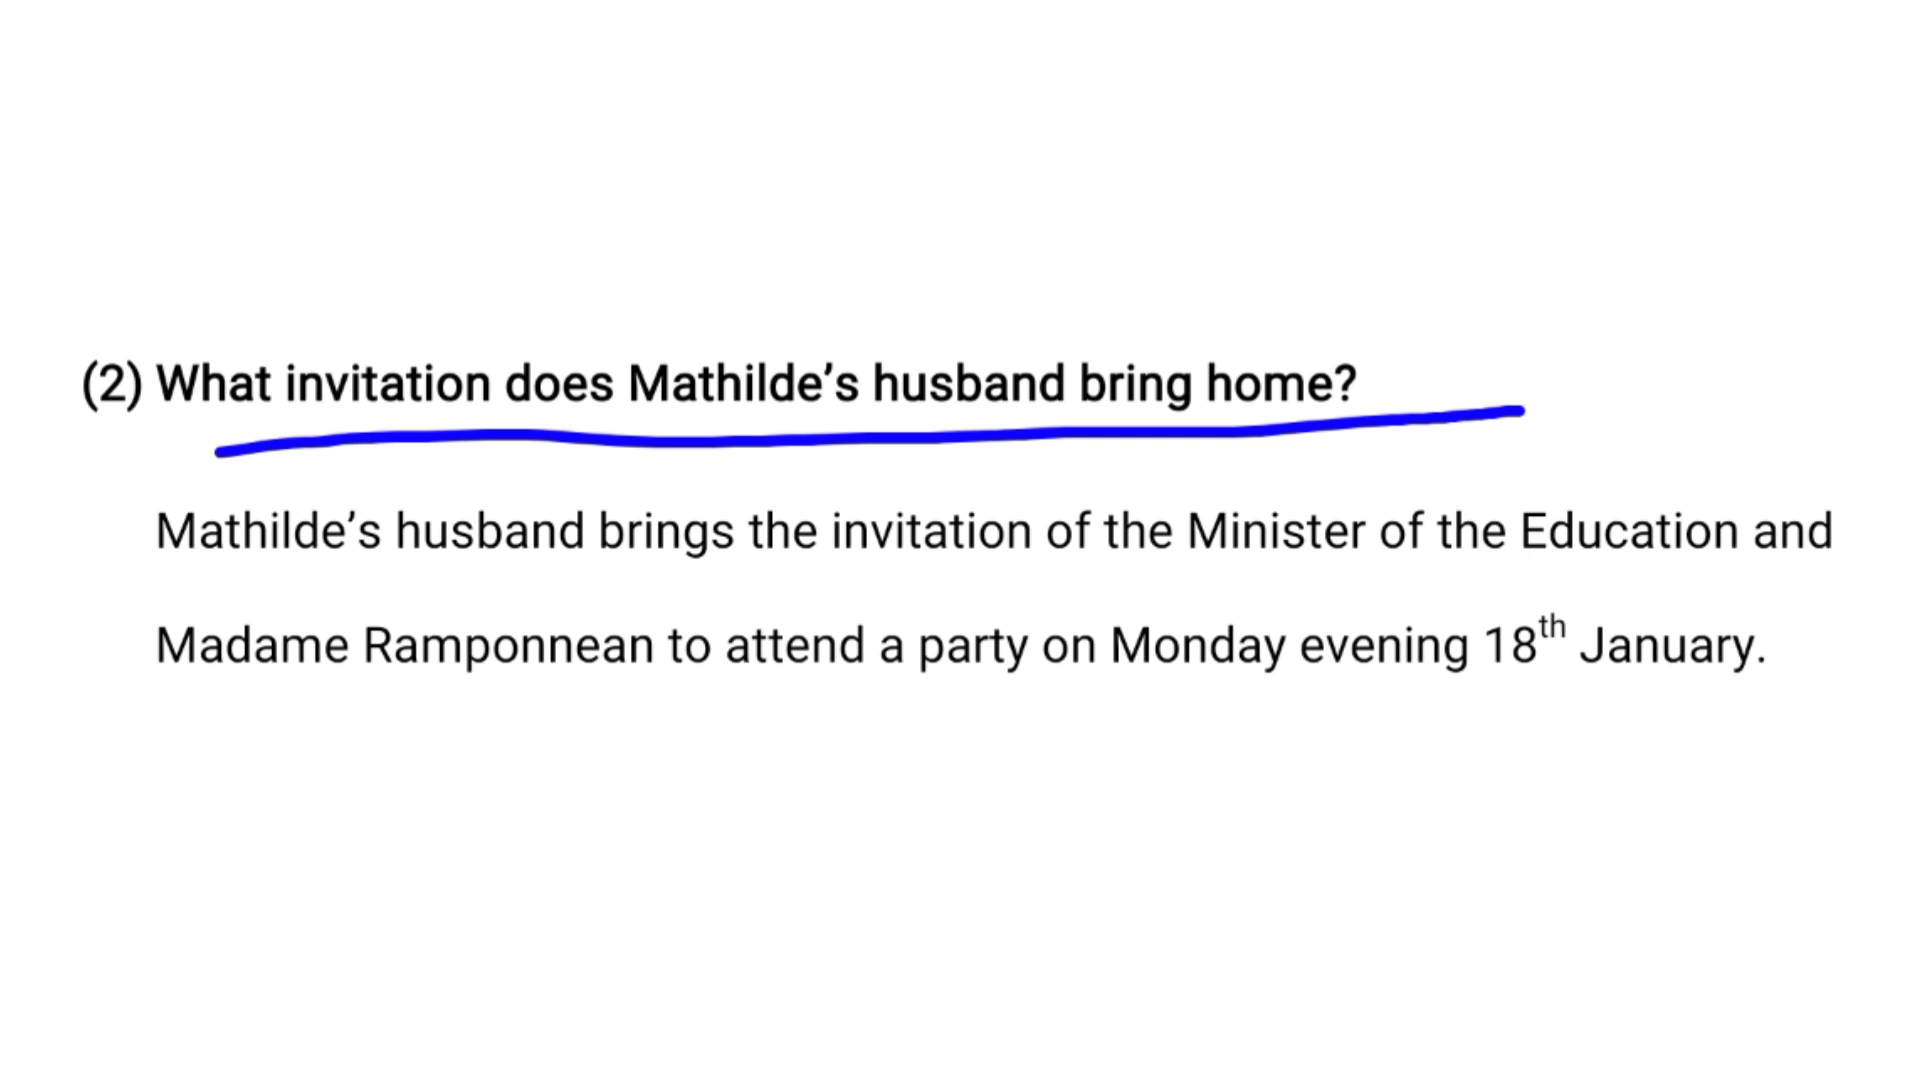 (2) What invitation does Mathilde’s husband bring home?
Mathilde’s husband brings the invitation of the Minister of the Education and
Madame Ramponnean to attend a party on Monday evening 18th January.